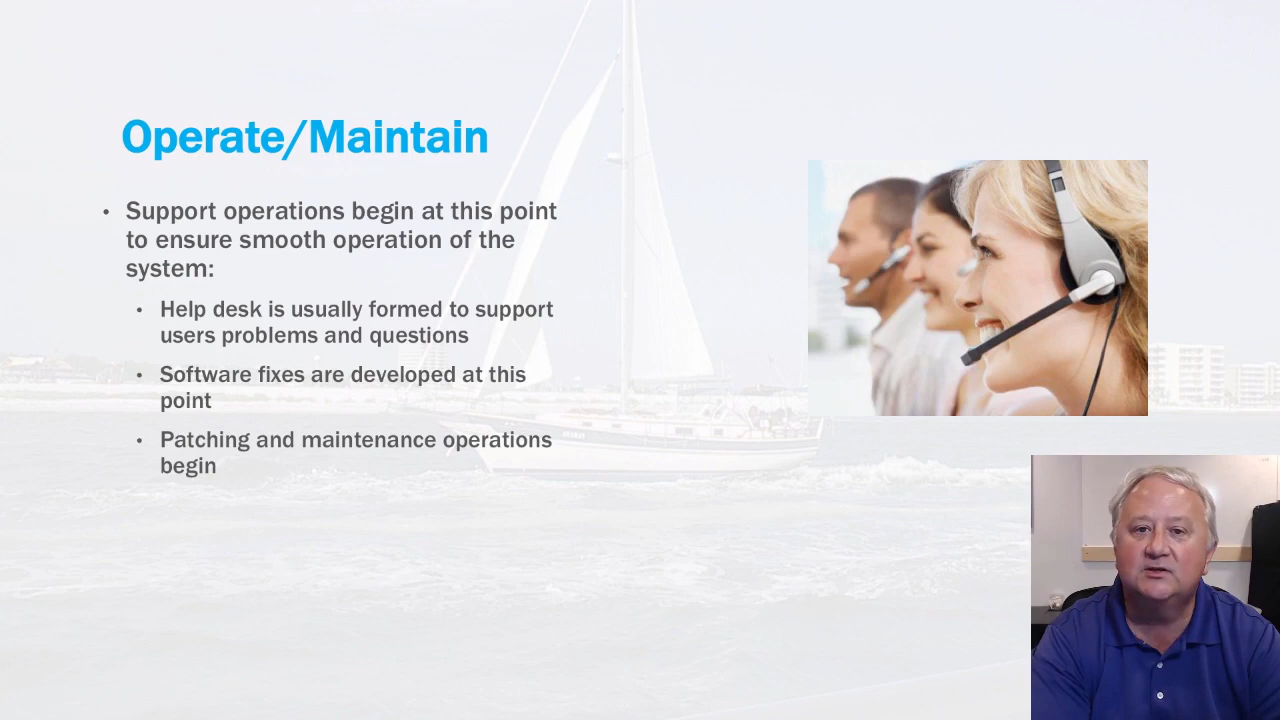 Operate/Maintain
• Support operations begin at this point
to ensure smooth operation of the
system:
• Help desk is usually formed to support
users problems and questions
• Software fixes are developed at this
point
• Patching and maintenance operations
begin